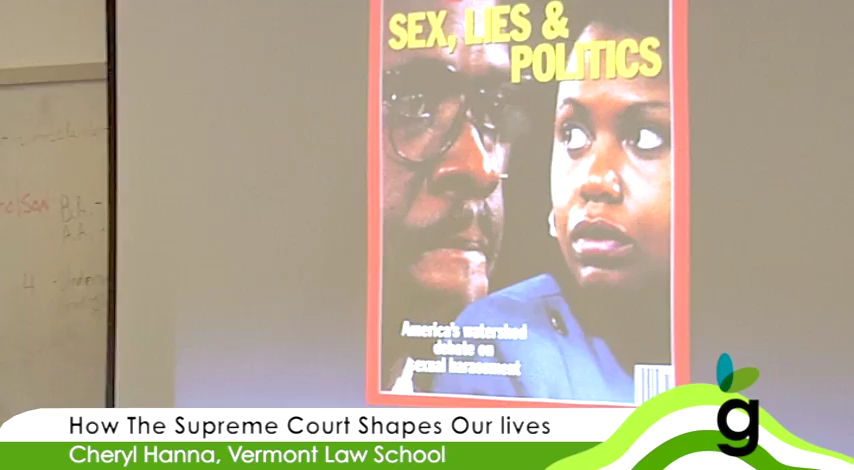 SEX, LIES &
POLITICS
America's watershed
debate on
sexual harassment
B.A. -
4
How The Supreme Court Shapes Our lives
Cheryl Hanna, Vermont Law School
g